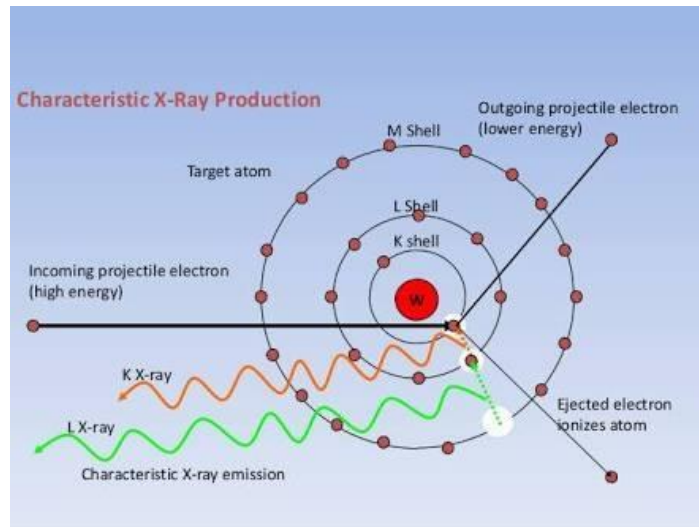 Characteristic X-Ray Production
Outgoing projectile electron
(lower energy)
M Shell
Target atom
L Shell
K shell
Incoming projectile electron
(high energy)
W
K X-ray
L X-ray
Ejected electron
ionizes atom
Characteristic X-ray emission